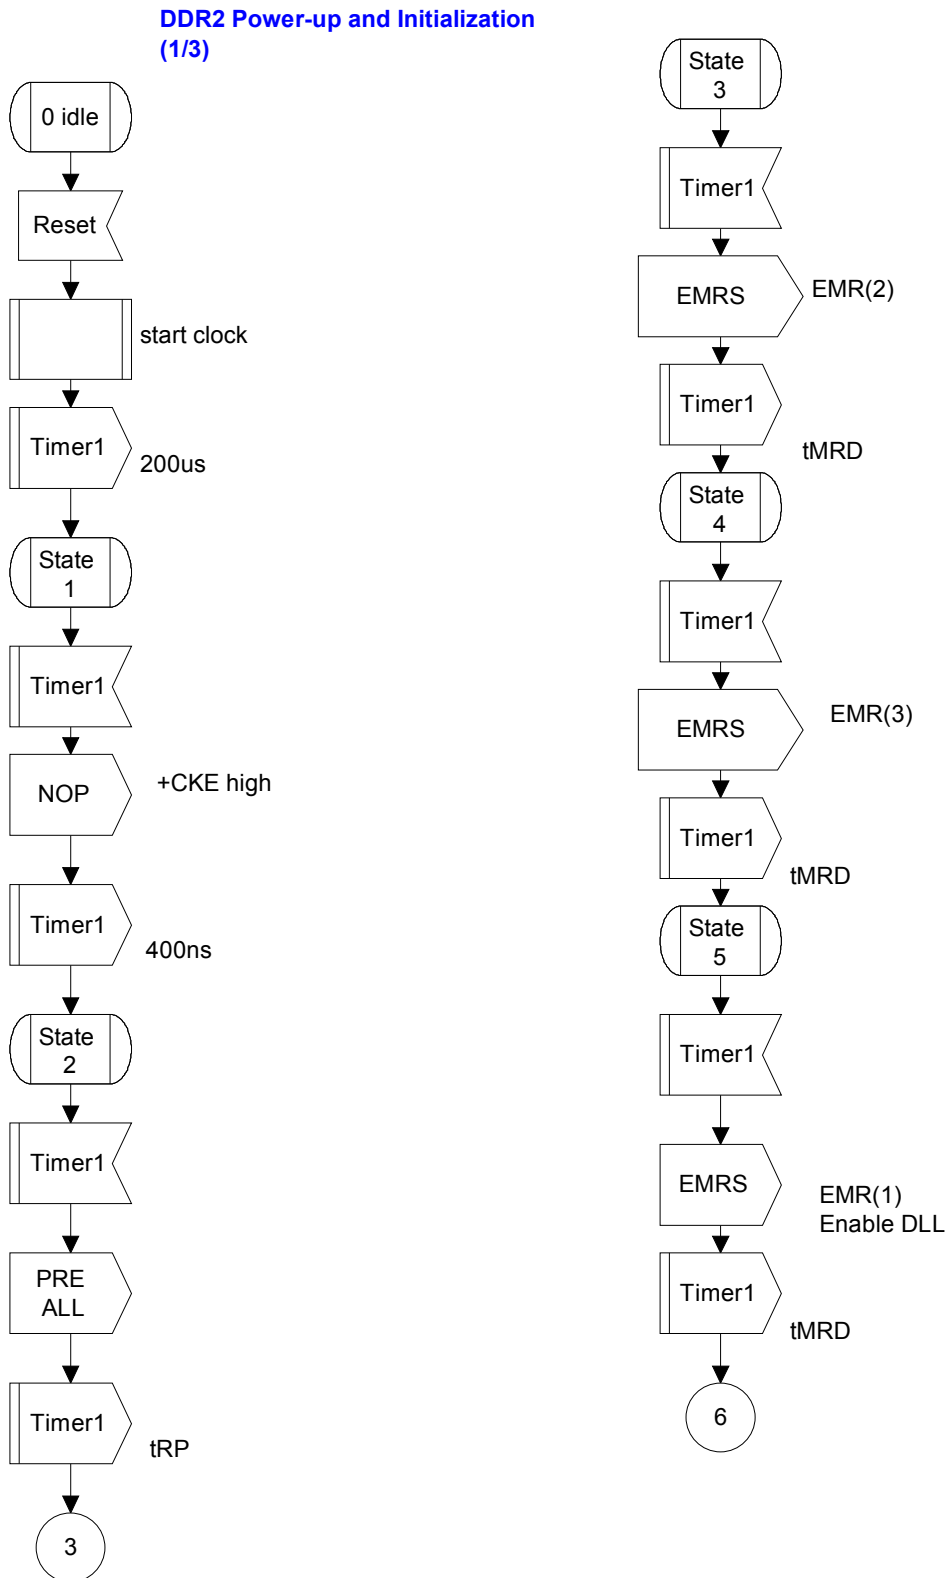 DDR2 Power-up and Initialization
(1/3)
0 idle
Reset
start clock
Timer1
200us
State
1
Timer1
NOP
+CKE high
Timer1
400ns
State
2
Timer1
PRE
ALL
Timer1
tRP
3
State
3
Timer1
EMRS
EMR(2)
Timer1
tMRD
State
4
Timer1
EMRS
EMR(3)
Timer1
tMRD
State
5
Timer1
EMRS
EMR(1)
Enable DLL
Timer1
tMRD
6